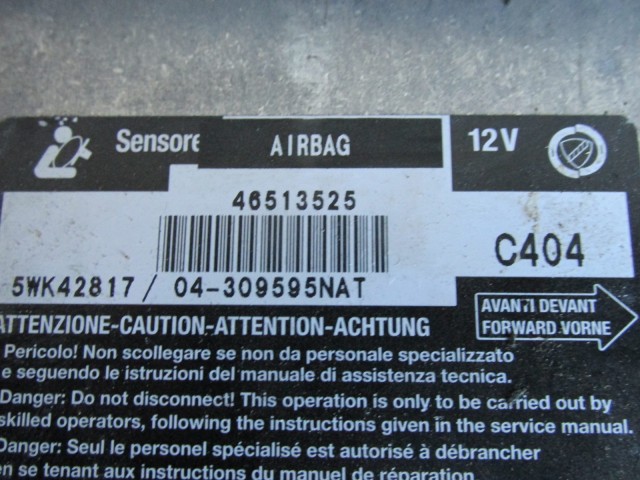 Sensore AIRBAG 12V
46513525
C404
5WK42817 / 04-309595NAT
AVANTI DEVANT
FORWARD VORNE
ATTENZIONE-CAUTION-ATTENTION-ACHTUNG
Pericolo! Non scollegare se non da personale specializzato
e seguendo le istruzioni del manuale di assistenza tecnica.
Danger: Do not disconnect! This operation is only to be carried out by
skilled operators, following the instructions given in the service manual.
Danger: Seul le personel spécialisé est autorisé à débrancher
en se tenant aux instructions du manuel de réparation.